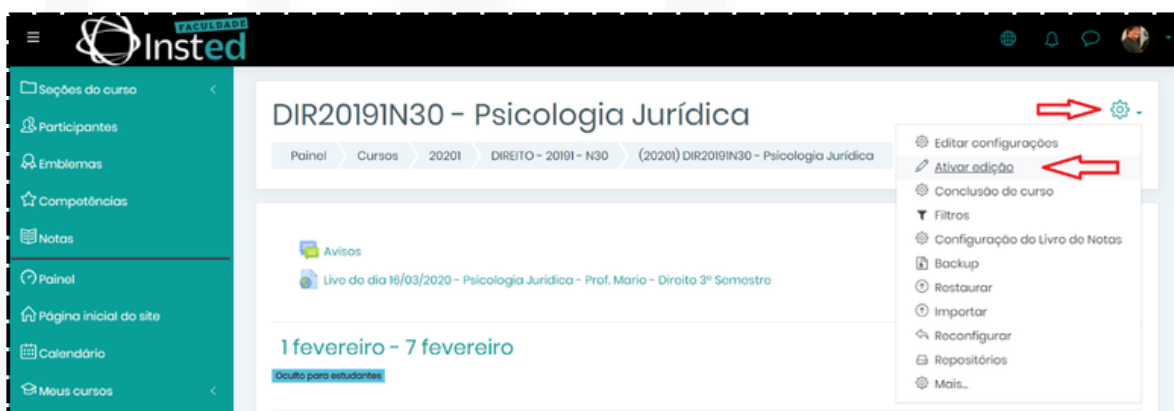 FACULDADE
Insted
Seções do curso
Participantes
Emblemas
Competências
Notas
Painel
Página inicial do site
Calendário
Meus cursos
DIR20191N30 - Psicologia Jurídica
Painel Cursos 20201 DIREITO - 20191 - N30 (20201) DIR20191N30 - Psicologia Jurídica
Editar configurações
Ativar edição
Conclusão de curso
Filtros
Configuração do Livro de Notas
Backup
Restaurar
Importar
Reconfigurar
Repositórios
Mais...
Avisos
Live do dia 16/03/2020 - Psicologia Jurídica - Prof. Mario - Direito 3º Semestre
1 fevereiro - 7 fevereiro
Oculto para estudantes